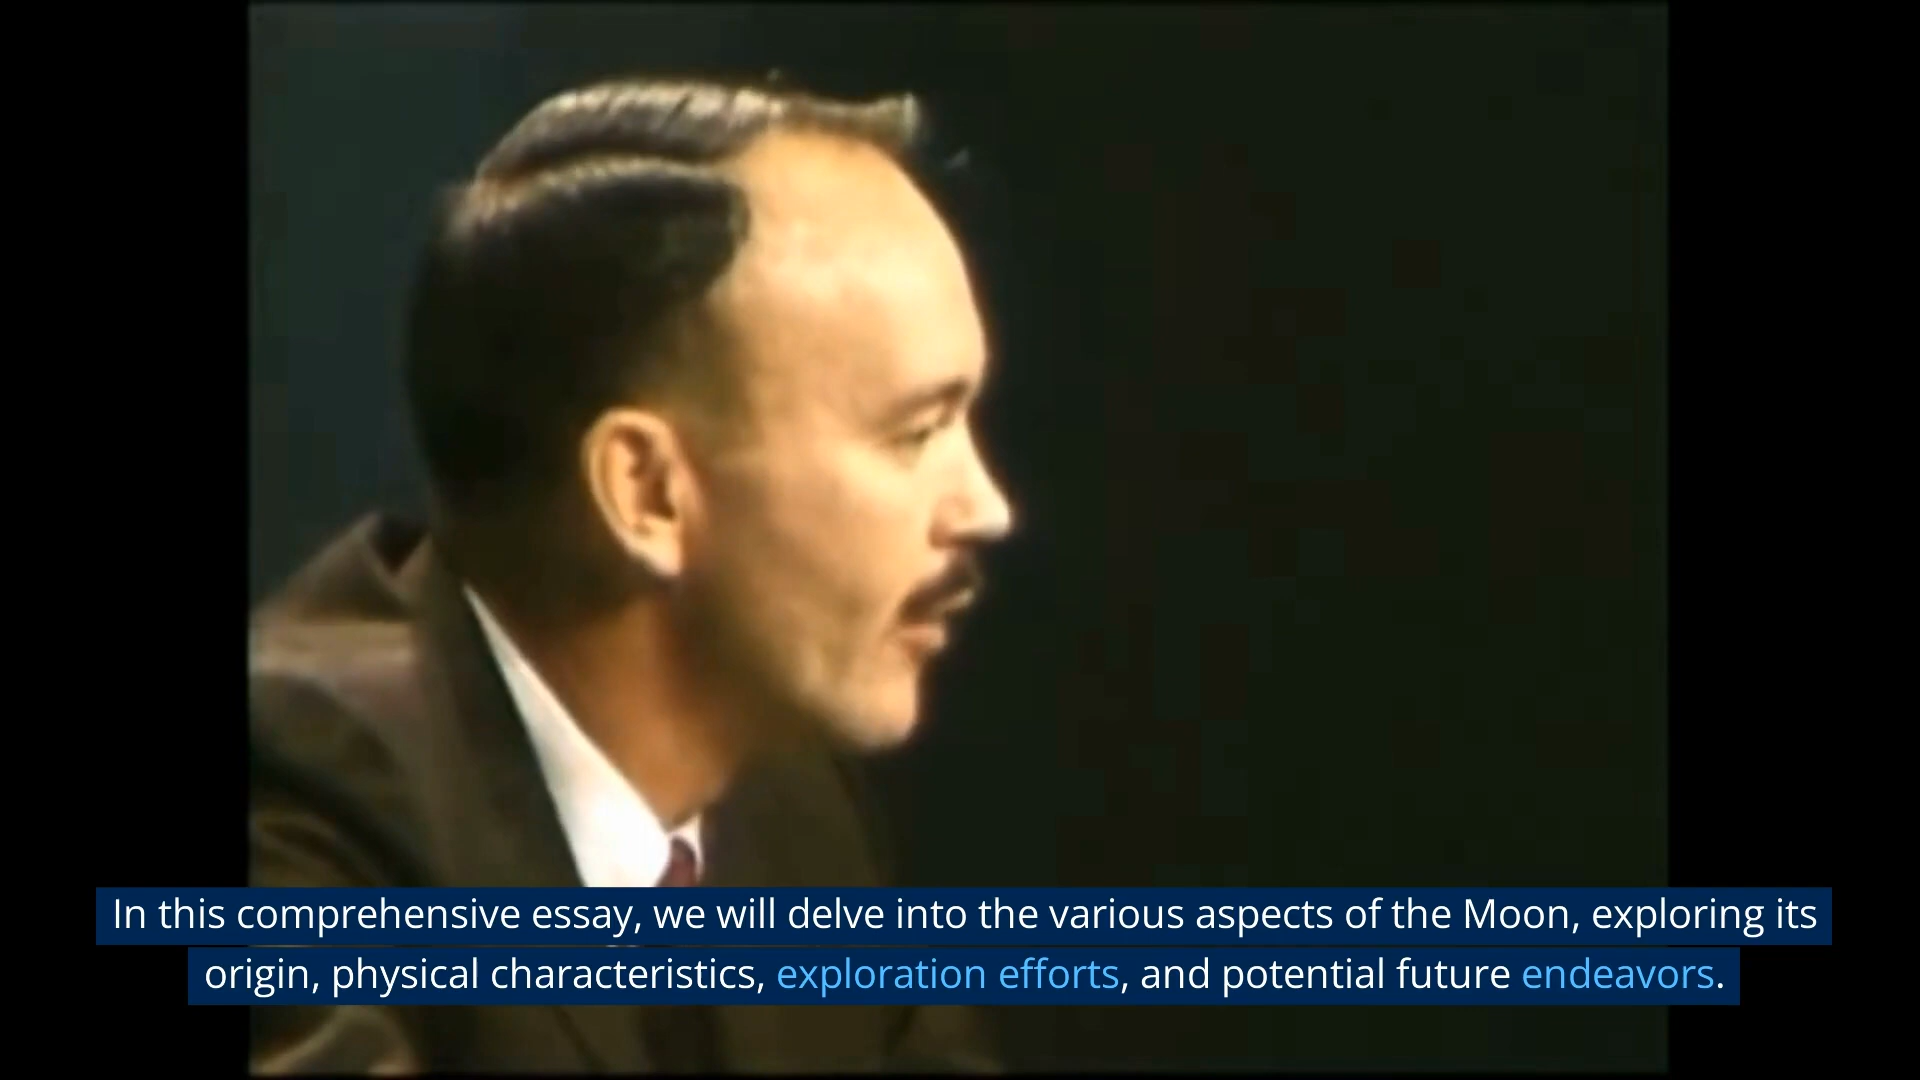 In this comprehensive essay, we will delve into the various aspects of the Moon, exploring its
origin, physical characteristics, exploration efforts, and potential future endeavors.